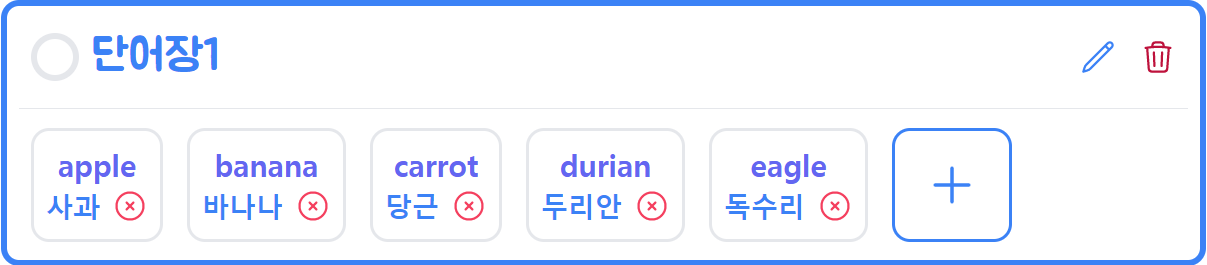 단어장1
apple
사과
banana
바나나
carrot
당근
durian
두리안
eagle
독수리